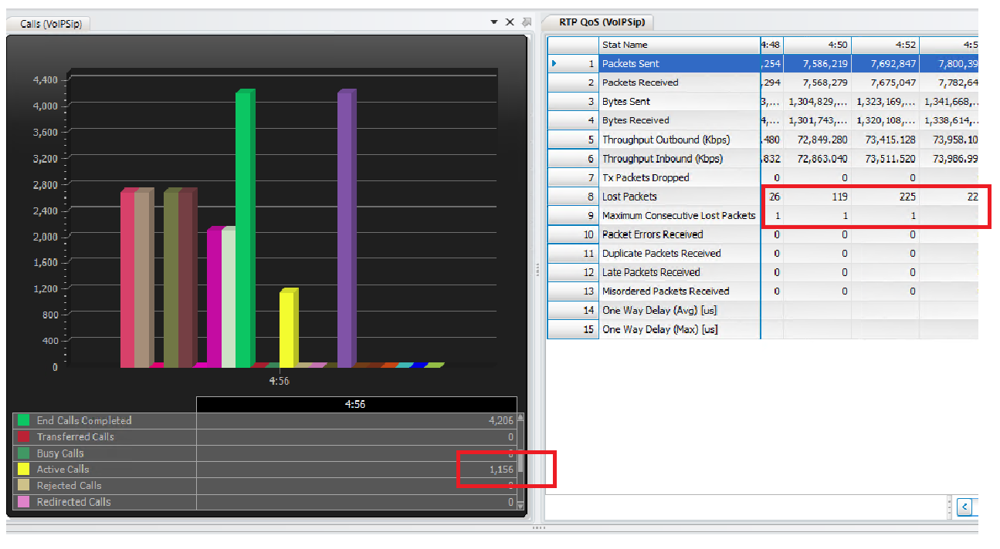 Calls (VoIPSip)
4,400
4,000
3,600
3,200
2,800
2,400
2,000
1,600
1,200
800
400
0
4:56
4:56
End Calls Completed 4,206
Transferred Calls 0
Busy Calls
Active Calls 1,156
Rejected Calls
Redirected Calls 0
RTP QoS (VoIPSip)
Stat Name 4:48 4:50 4:52 4:5
1 Packets Sent ,254 7,586,219 7,692,847 7,800,39
2 Packets Received ,294 7,568,279 7,675,047 7,782,64
3 Bytes Sent 3,... 1,304,829,... 1,323,169,... 1,341,668,...
4 Bytes Received 4,... 1,301,743,... 1,320,108,... 1,338,614,...
5 Throughput Outbound (Kbps) .480 72,849.280 73,415.128 73,958.10
6 Throughput Inbound (Kbps) .832 72,863.040 73,511.520 73,986.99
7 Tx Packets Dropped 0 0 0
8 Lost Packets 26 119 225 22
9 Maximum Consecutive Lost Packets 1 1 1
10 Packet Errors Received 0 0 0
11 Duplicate Packets Received 0 0 0
12 Late Packets Received 0 0 0
13 Misordered Packets Received 0 0 0
14 One Way Delay (Avg) [us]
15 One Way Delay (Max) [us]